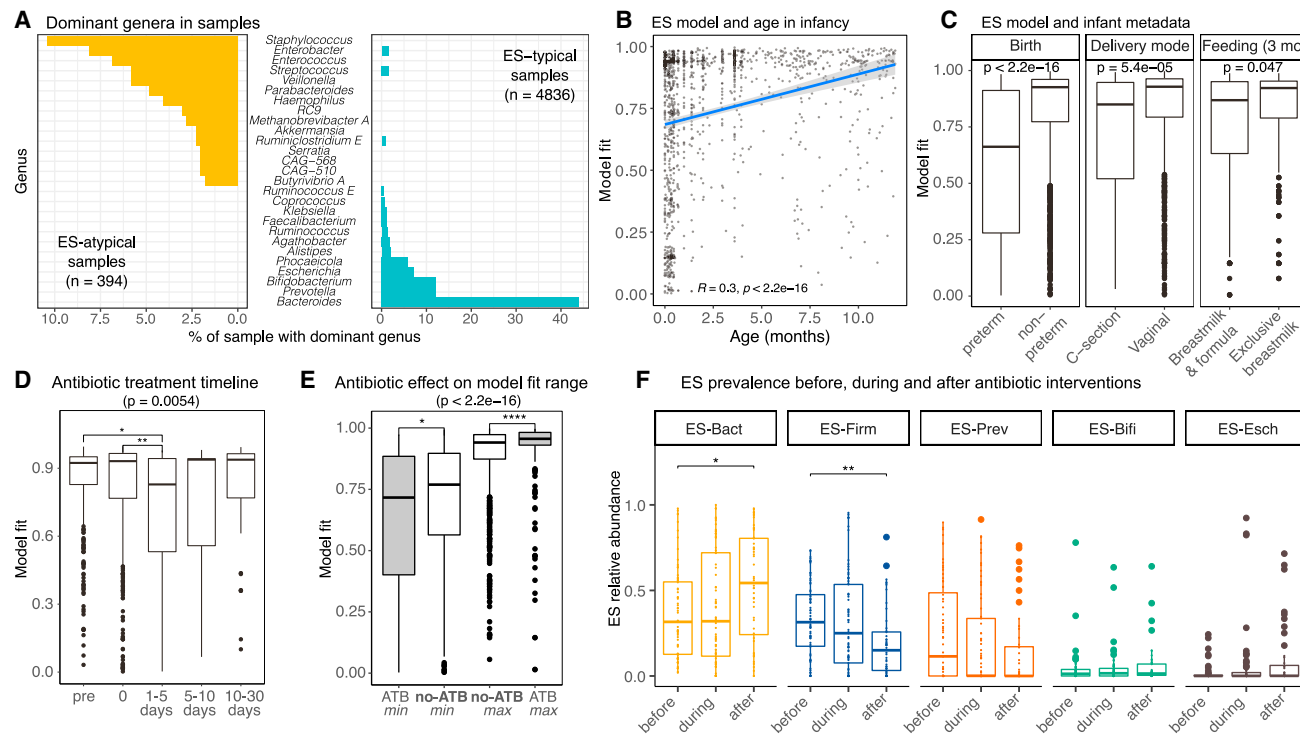 A Dominant genera in samples
Genus
Staphylococcus
Enterobacter
Enterococcus
Streptococcus
Veillonella
Parabacteroides
Haemophilus
RC9
Methanobrevibacter A
Akkermansia
Ruminiclostridium E
Serratia
CAG−568
CAG−510
Butyrivibrio A
Ruminococcus E
Coprococcus
Klebsiella
Faecalibacterium
Ruminococcus
Agathobacter
Alistipes
Phocaeicola
Escherichia
Bifidobacterium
Prevotella
Bacteroides
ES-atypical
samples
(n = 394)
ES−typical
samples
(n = 4836)
10.0 7.5 5.0 2.5 0.0
0 10 20 30 40
% of sample with dominant genus
B ES model and age in infancy
Model fit
1.00
0.75
0.50
0.25
0.00
R = 0.3, p < 2.2e−16
0.0 2.5 5.0 7.5 10.0
Age (months)
C ES model and infant metadata
Birth Delivery mode Feeding (3 mo
p < 2.2e−16 p = 5.4e−05 p = 0.047
Model fit
1.00
0.75
0.50
0.25
0.00
preterm
non−
preterm
C−section
Vaginal
Breastmilk
& formula
Exclusive
breastmilk
D Antibiotic treatment timeline
(p = 0.0054)
* **
Model fit
0.9
0.6
0.3
0.0
pre 0 1-5 5-10 10-30
days days days
E Antibiotic effect on model fit range
(p < 2.2e−16)
* ****
Model fit
1.00
0.75
0.50
0.25
0.00
ATB no-ATB no-ATB ATB
min min max max
F ES prevalence before, during and after antibiotic interventions
ES-Bact ES-Firm ES-Prev ES-Bifi ES-Esch
* **
ES relative abundance
1.0
0.5
0.0
before during after before during after before during after before during after before during after